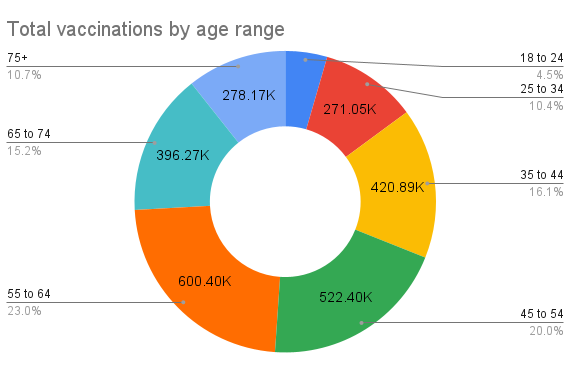 Total vaccinations by age range
75+
10.7%
18 to 24
4.5%
25 to 34
10.4%
278.17K
271.05K
65 to 74
15.2%
396.27K
35 to 44
16.1%
420.89K
600.40K
522.40K
55 to 64
23.0%
45 to 54
20.0%